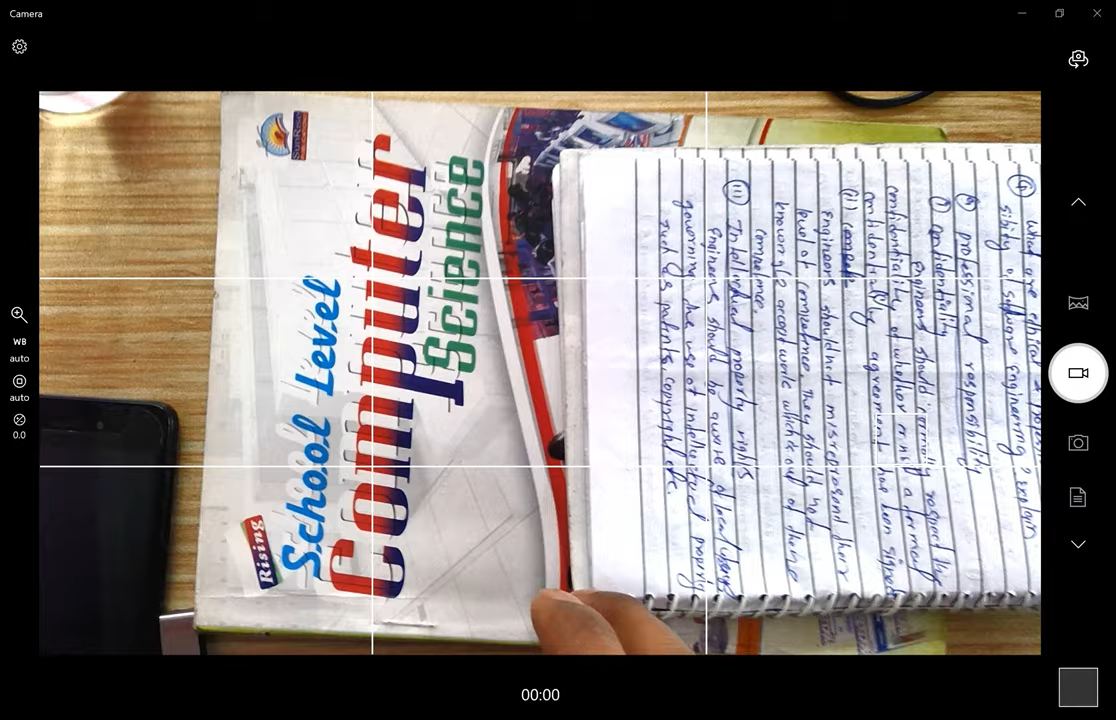 Camera
WB
auto
auto
0.0
00:00
SunRise
Rising
School Level
Computer
Science
(4) what are ethical &
sibility of software engineering? explain
(A) professional responsibility
(i) confidentiality
Engineers should normally respect the
confidentiality of whether or not a formal
confidentiality agreement has been signed
(ii)
Engineers shouldn't misrepresent their
level of competence. They should not
knowingly accept work which is out of there
competence.
(iii) Intellectual property rights
Engineers should be aware of local
governing the use of intellectual property
such as patents, copyright etc.